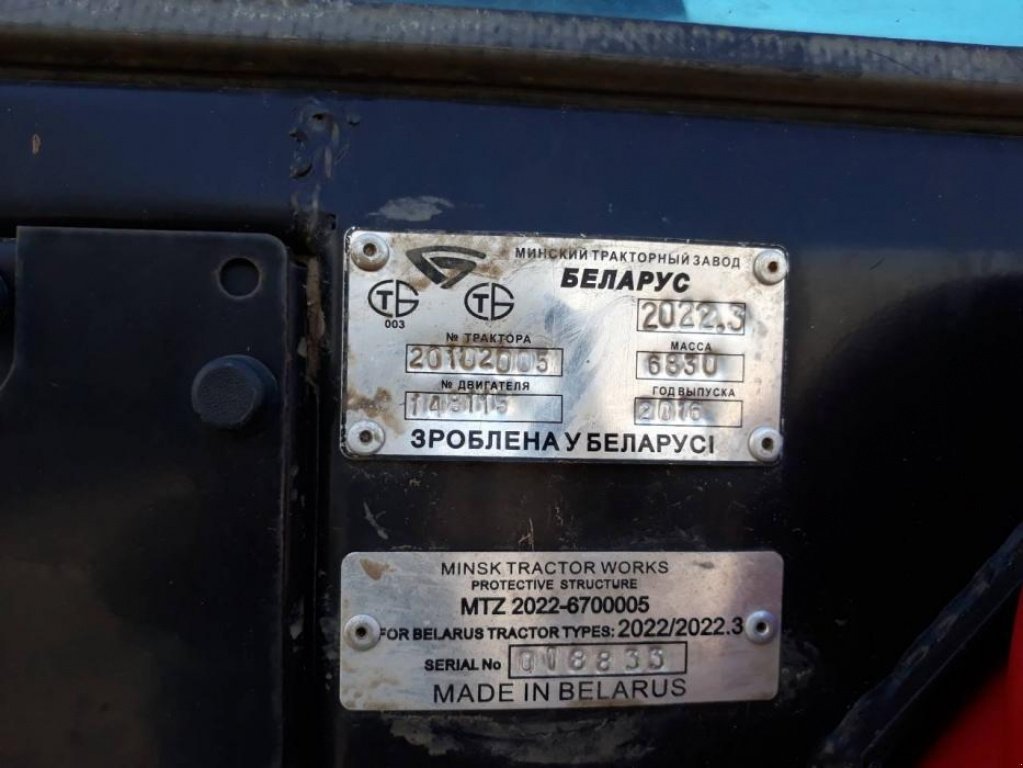 МИНСКИЙ ТРАКТОРНЫЙ ЗАВОД
БЕЛАРУС
003
2022.3
№ ТРАКТОРА
20102005
МАССА
6830
№ ДВИГАТЕЛЯ
ГОД ВЫПУСКА
2016
ЗРОБЛЕНА У БЕЛАРУСІ
MINSK TRACTOR WORKS
PROTECTIVE STRUCTURE
MTZ 2022-6700005
FOR BELARUS TRACTOR TYPES: 2022/2022.3
SERIAL No 018833
MADE IN BELARUS